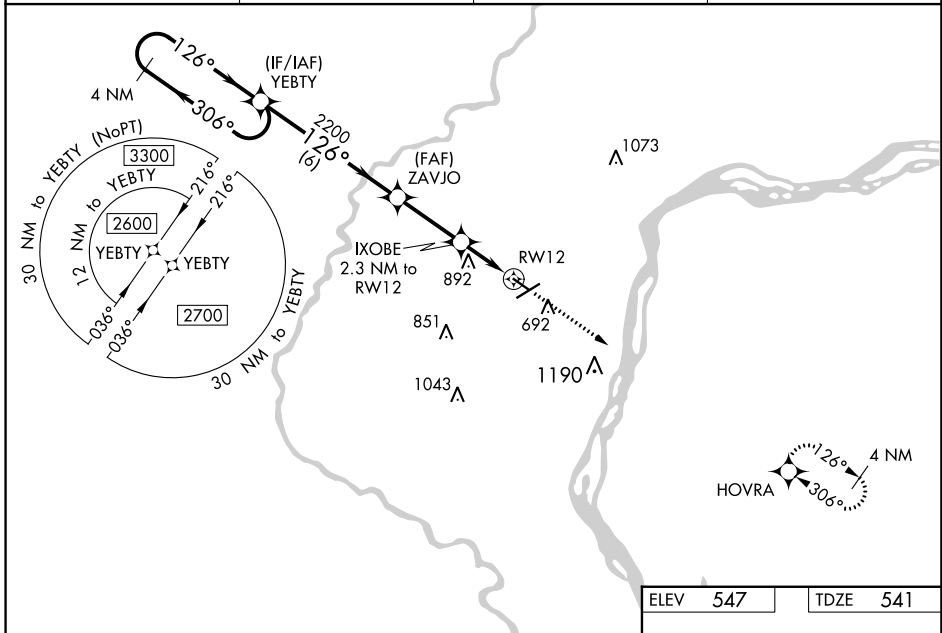 126°
(IF/IAF)
YEBTY
4 NM
306°
2200
126°
(6)
1073
30 NM to YEBTY (NoPT)
3300
216°
216°
12 NM to YEBTY
2600
YEBTY
YEBTY
036°
036°
2700
30 NM to YEBTY
(FAF)
ZAVJO
IXOBE
2.3 NM to
RW12
892
RW12
692
851
1043
1190
126°
4 NM
HOVRA
306°
ELEV 547
TDZE 541